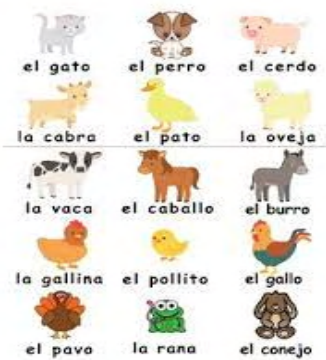 el gato el perro el cerdo
la cabra el pato la oveja
la vaca el caballo el burro
la gallina el pollito el gallo
el pavo la rana el conejo